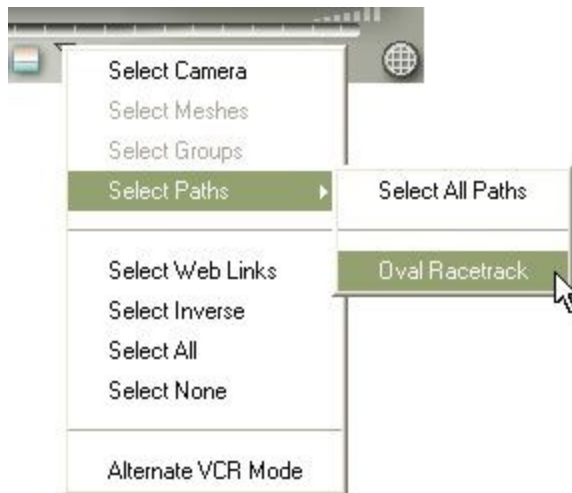 Select Camera
Select Meshes
Select Groups
Select Paths
Select All Paths
Oval Racetrack
Select Web Links
Select Inverse
Select All
Select None
Alternate VCR Mode